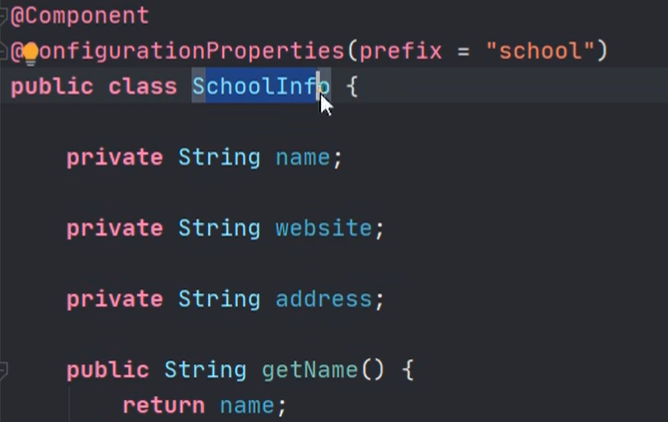 @Component
@ConfigurationProperties(prefix = "school")
public class SchoolInfo {
private String name;
private String website;
private String address;
public String getName() {
return name;